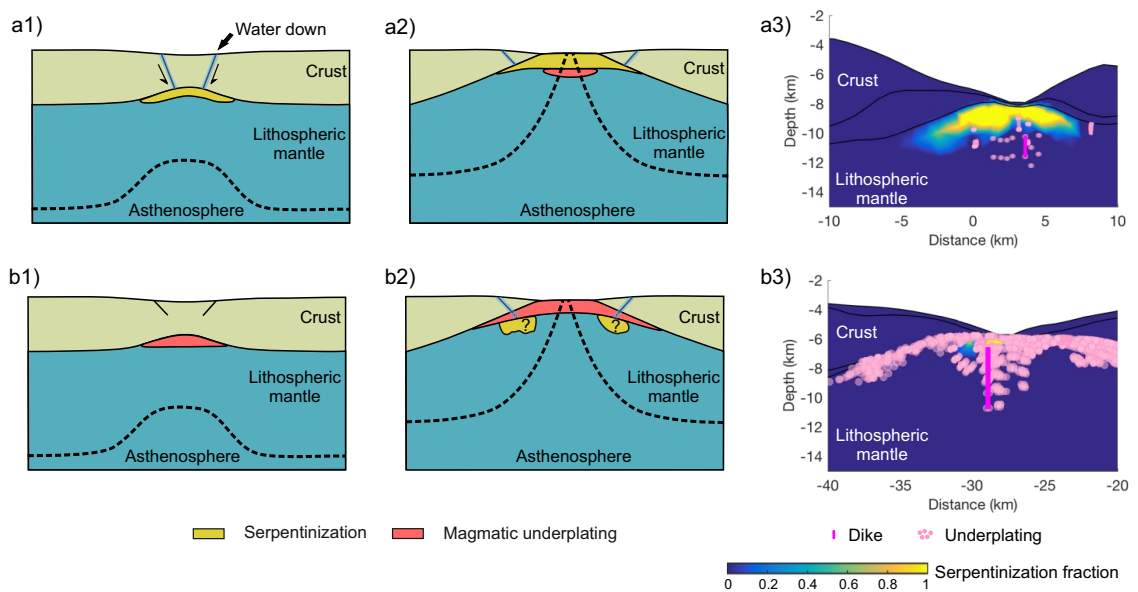 a1)
Water down
Crust
Lithospheric
mantle
Asthenosphere
a2)
Crust
Lithospheric
mantle
Asthenosphere
a3)
-2
-4
-6
-8
-10
-12
-14
Depth (km)
Crust
Lithospheric
mantle
-10
-5
0
5
10
Distance (km)
b1)
Crust
Lithospheric
mantle
Asthenosphere
b2)
?
?
Crust
Lithospheric
mantle
Asthenosphere
b3)
-2
-4
-6
-8
-10
-12
-14
Depth (km)
Crust
Lithospheric
mantle
-40
-35
-30
-25
-20
Distance (km)
Serpentinization
Magmatic underplating
Dike
Underplating
0 0.2 0.4 0.6 0.8 1
Serpentinization fraction